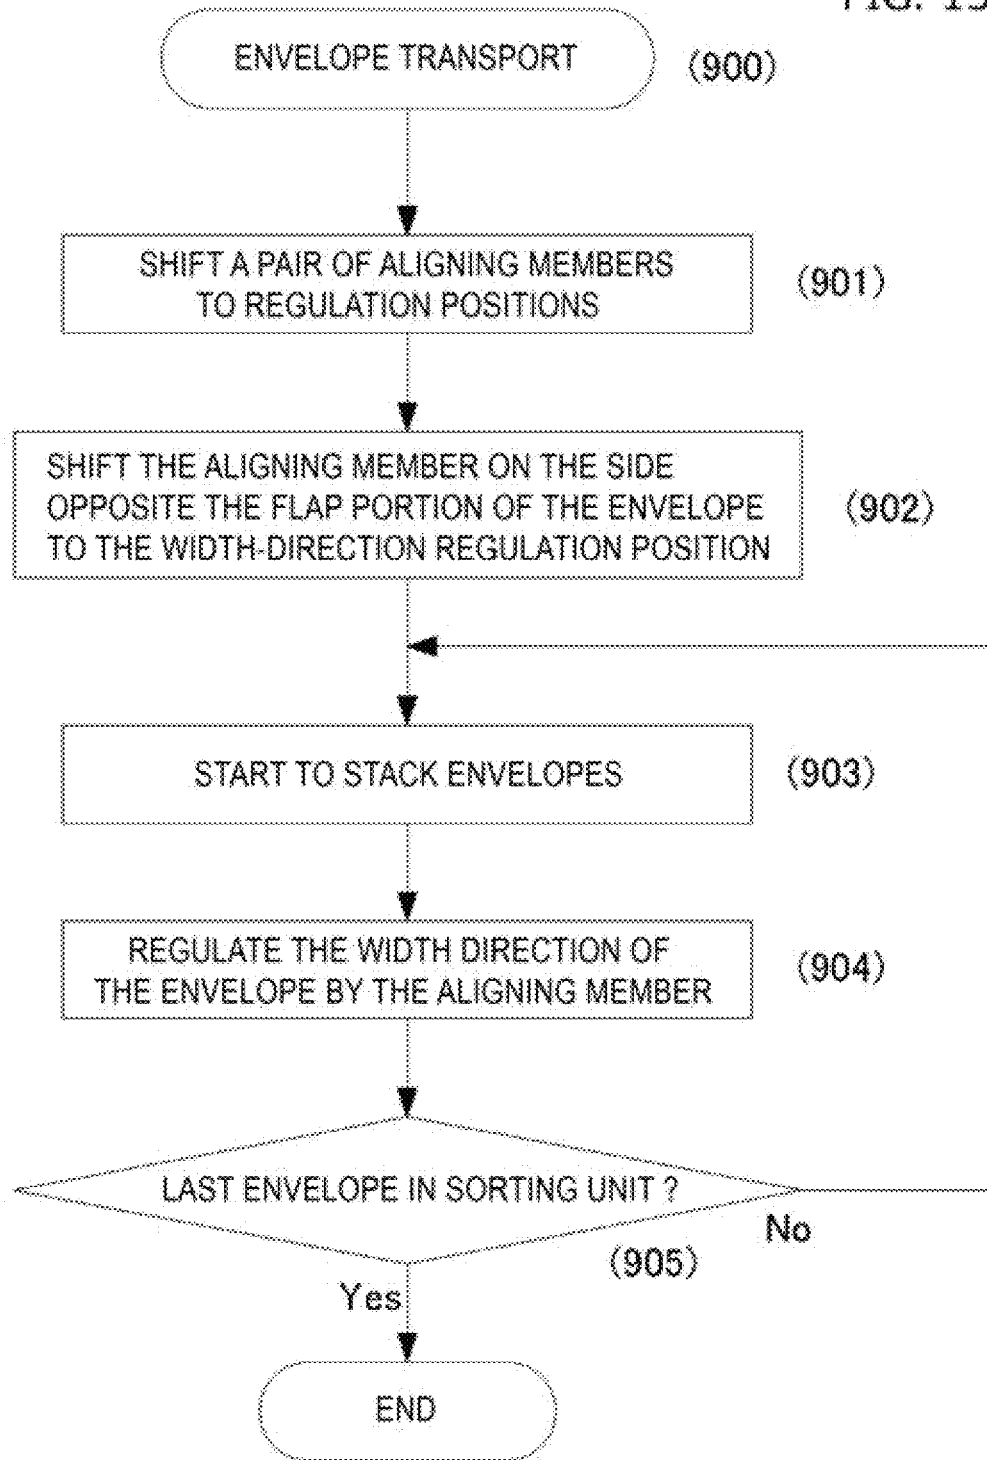 FIG. 15
ENVELOPE TRANSPORT
(900)
SHIFT A PAIR OF ALIGNING MEMBERS
TO REGULATION POSITIONS
(901)
SHIFT THE ALIGNING MEMBER ON THE SIDE
OPPOSITE THE FLAP PORTION OF THE ENVELOPE
TO THE WIDTH-DIRECTION REGULATION POSITION
(902)
START TO STACK ENVELOPES
(903)
REGULATE THE WIDTH DIRECTION OF
THE ENVELOPE BY THE ALIGNING MEMBER
(904)
LAST ENVELOPE IN SORTING UNIT ?
No
(905)
Yes
END